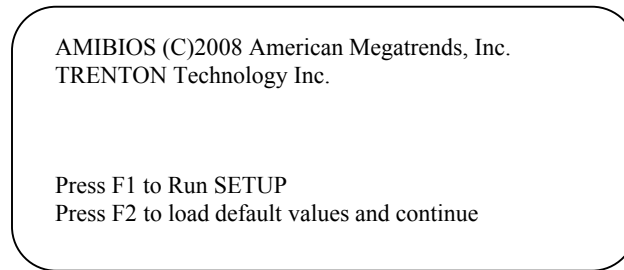 AMIBIOS (C)2008 American Megatrends, Inc.
TRENTON Technology Inc.
Press F1 to Run SETUP
Press F2 to load default values and continue